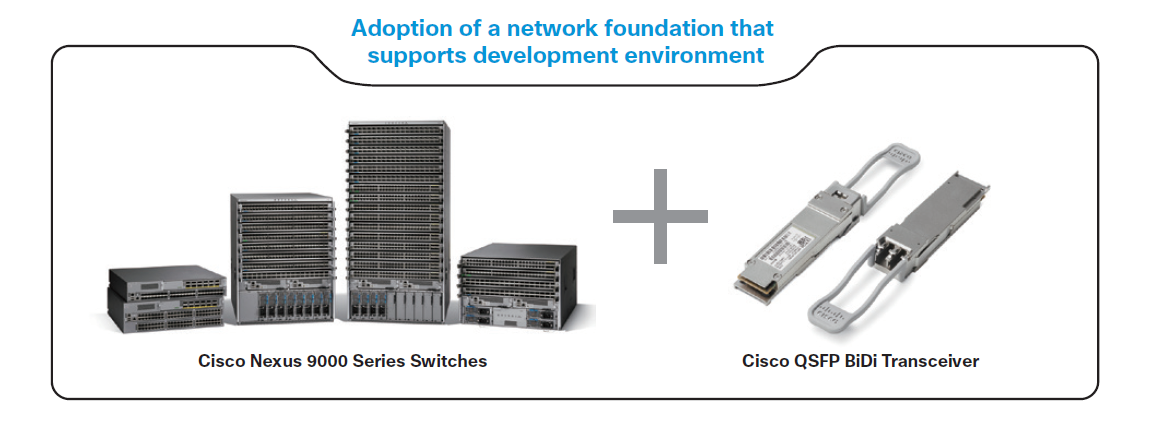 Adoption of a network foundation that
supports development environment
Cisco Nexus 9000 Series Switches
Cisco QSFP BiDi Transceiver